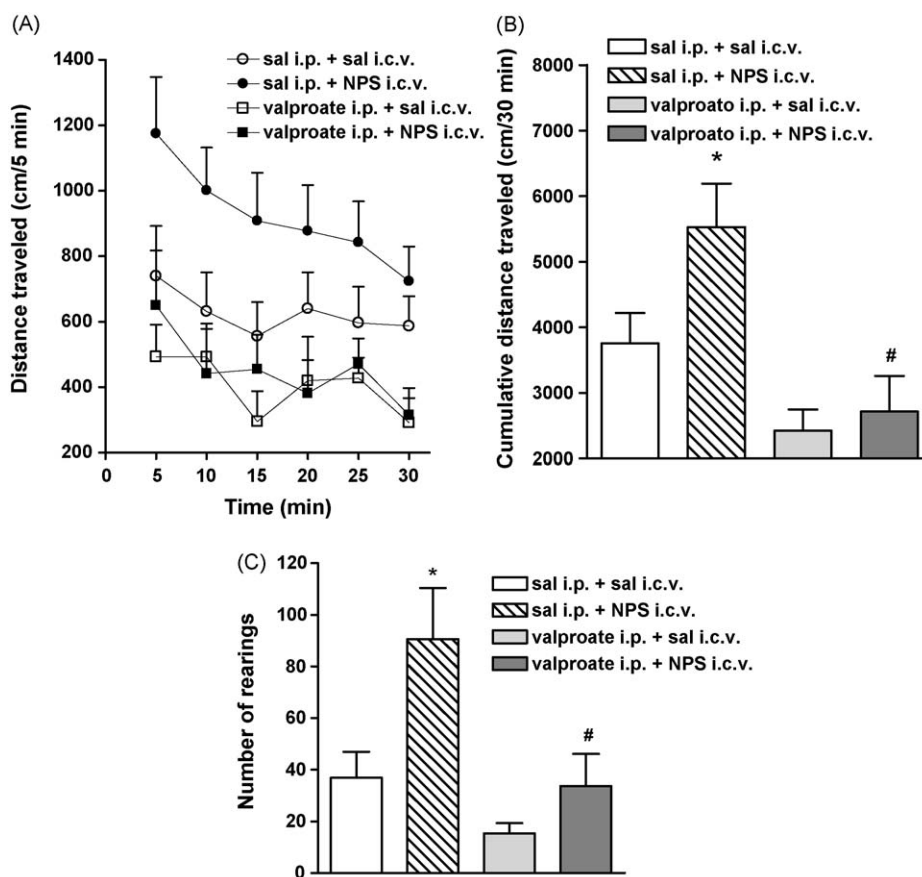 (A)
1400
1200
1000
800
600
400
200
0 5 10 15 20 25 30
Distance traveled (cm/5 min)
Time (min)
sal i.p. + sal i.c.v.
sal i.p. + NPS i.c.v.
valproate i.p. + sal i.c.v.
valproate i.p. + NPS i.c.v.
(B)
sal i.p. + sal i.c.v.
sal i.p. + NPS i.c.v.
valproato i.p. + sal i.c.v.
valproato i.p. + NPS i.c.v.
8000
7000
6000
5000
4000
3000
2000
Cumulative distance traveled (cm/30 min)
*
#
(C)
120
100
80
60
40
20
0
Number of rearings
*
#
sal i.p. + sal i.c.v.
sal i.p. + NPS i.c.v.
valproate i.p. + sal i.c.v.
valproate i.p. + NPS i.c.v.